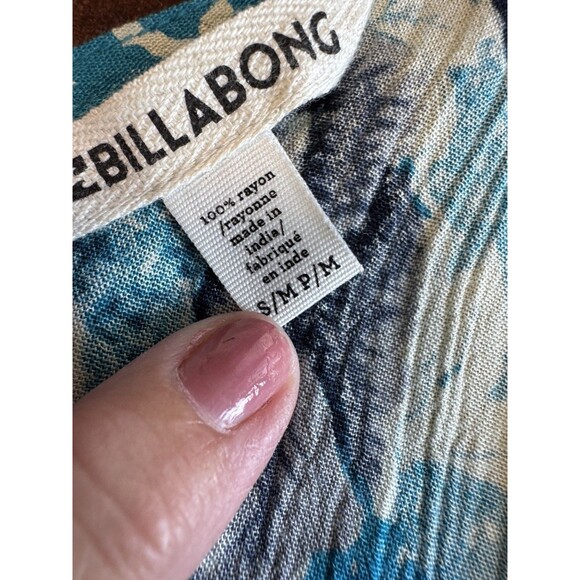 BILLABONG
100% rayon
/rayonne
made in
india/
fabriqué
en inde
S/M P/M